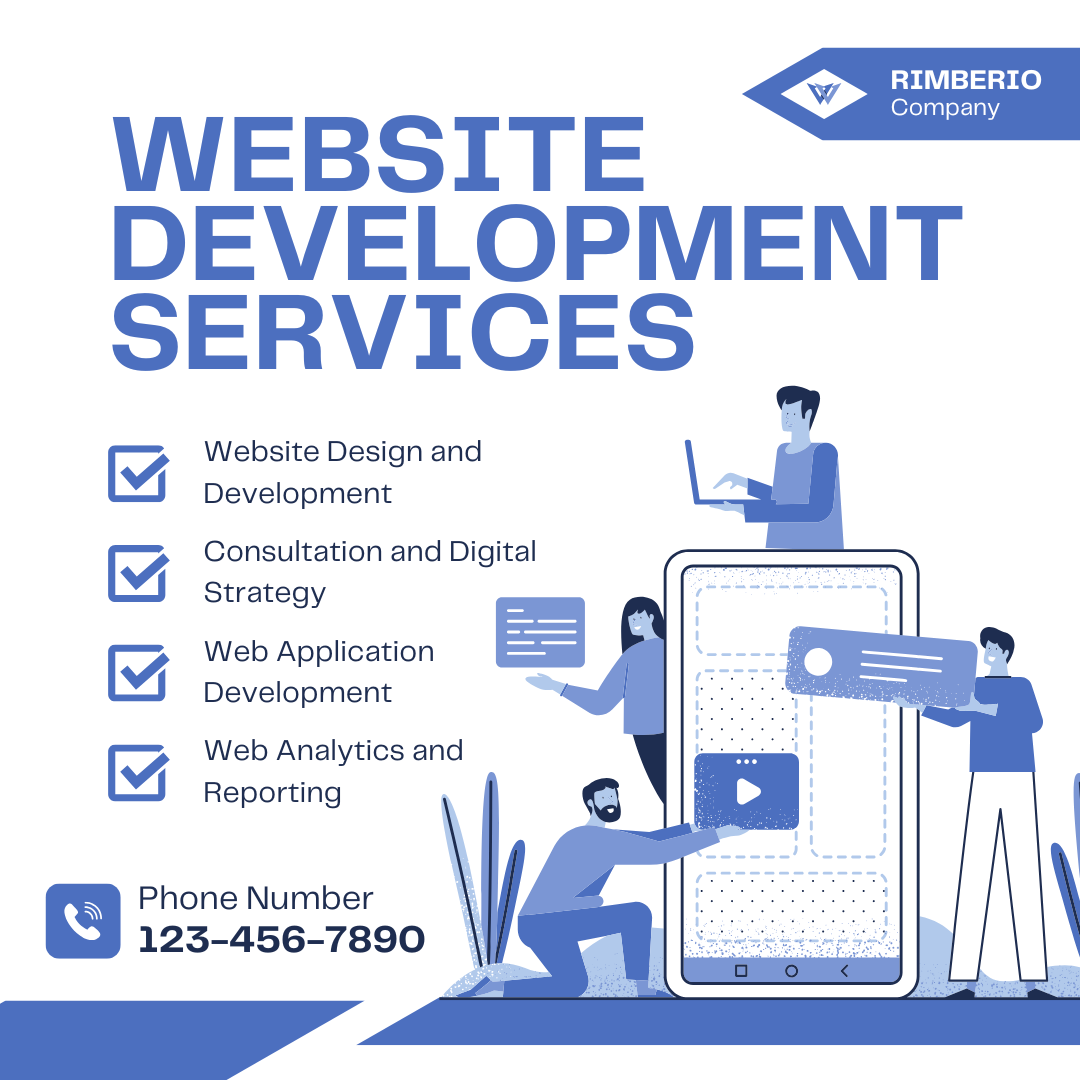 RIMBERIO
Company
WEBSITE
DEVELOPMENT
SERVICES
Website Design and
Development
Consultation and Digital
Strategy
Web Application
Development
Web Analytics and
Reporting
Phone Number
123-456-7890